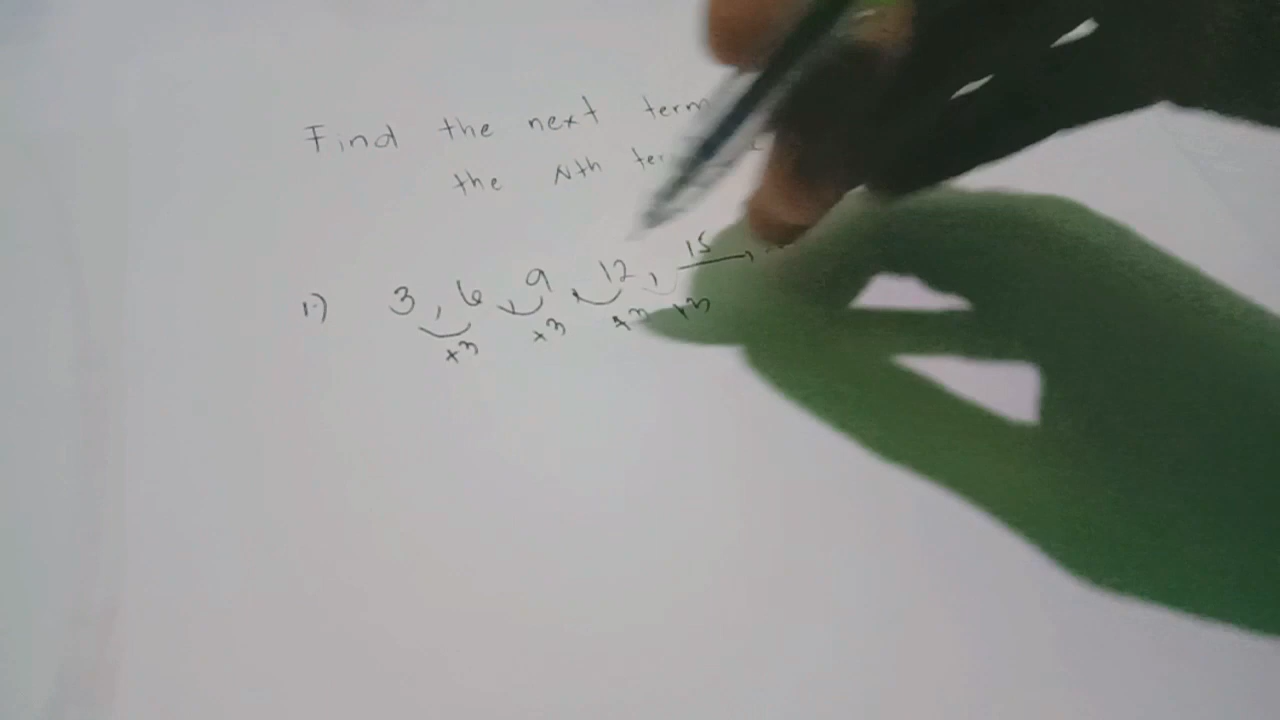 Find the next term
the Nth
1.) 3, 6, 9, 12, 15
+3 +3 +3 +3